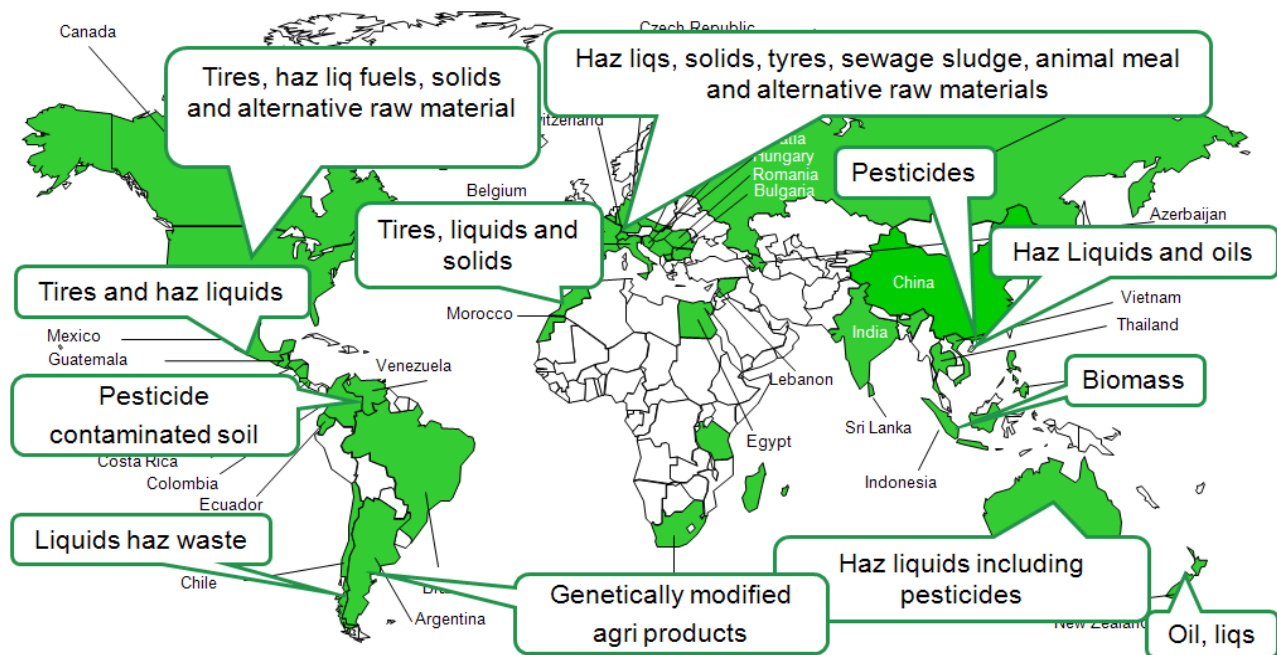 Canada
Czech Republic
Tires, haz liq fuels, solids
and alternative raw material
Haz liqs, solids, tyres, sewage sludge, animal meal
and alternative raw materials
Hungary
Romania
Bulgaria
Belgium
Pesticides
Azerbaijan
Tires, liquids and
solids
Haz Liquids and oils
Tires and haz liquids
China
Morocco
Vietnam
Thailand
Mexico
Guatemala
India
Venezuela
Lebanon
Biomass
Pesticide
contaminated soil
Egypt
Sri Lanka
Costa Rica
Colombia
Indonesia
Ecuador
Liquids haz waste
Chile
Argentina
Genetically modified
agri products
Haz liquids including
pesticides
New Zealand
Oil, liqs